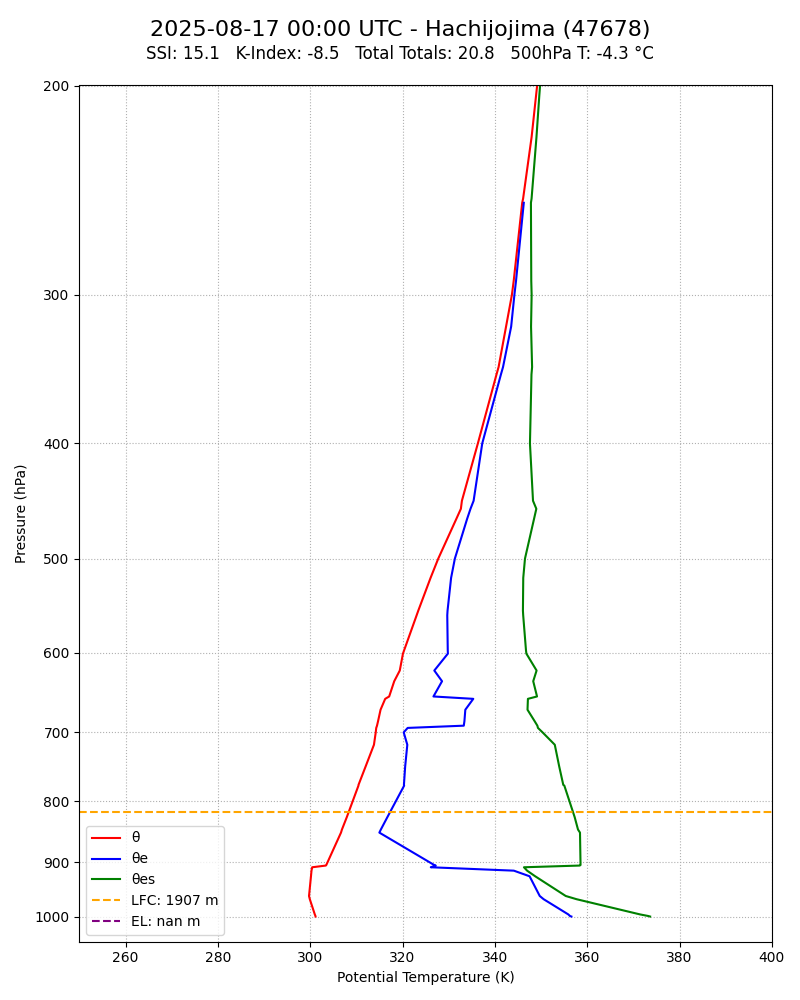 2025-08-17 00:00 UTC - Hachijojima (47678)
SSI: 15.1 K-Index: -8.5 Total Totals: 20.8 500hPa T: -4.3 °C
200
300
400
500
600
700
800
900
1000
Pressure (hPa)
θ
θe
θes
LFC: 1907 m
EL: nan m
260 280 300 320 340 360 380 400
Potential Temperature (K)